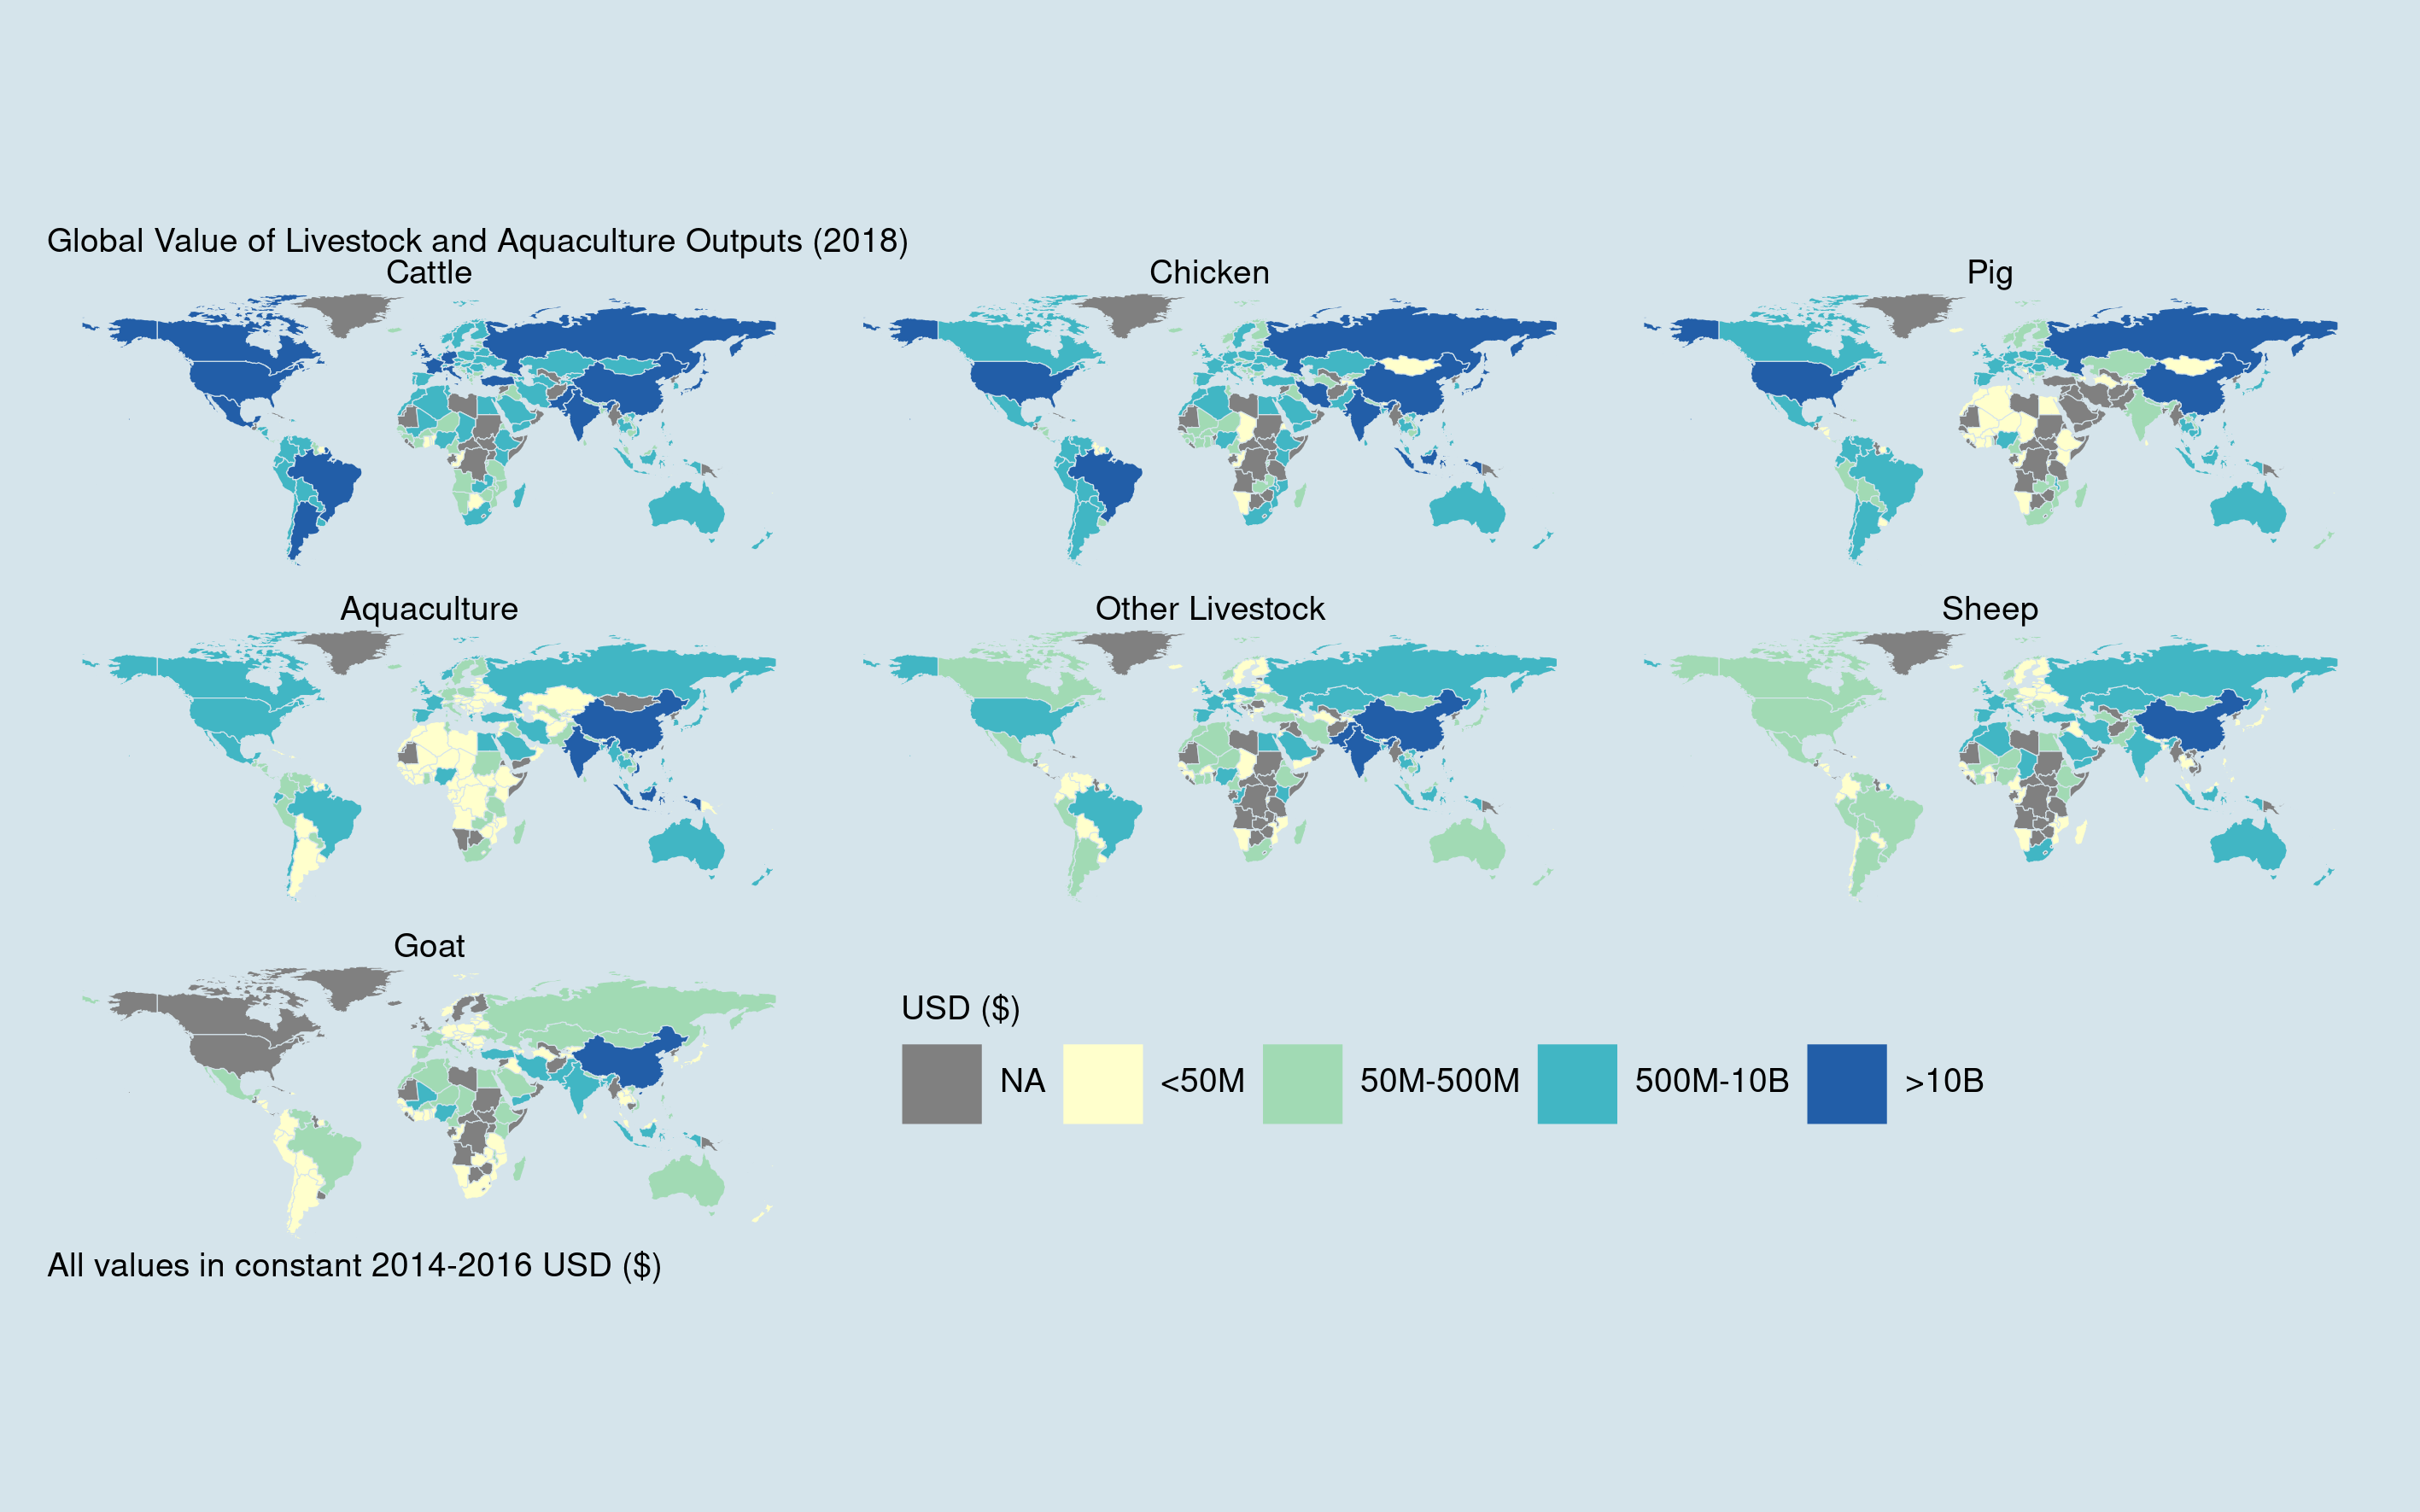 Global Value of Livestock and Aquaculture Outputs (2018)
Cattle
Chicken
Pig
Aquaculture
Other Livestock
Sheep
Goat
USD ($)
NA
<50M
50M-500M
500M-10B
>10B
All values in constant 2014-2016 USD ($)